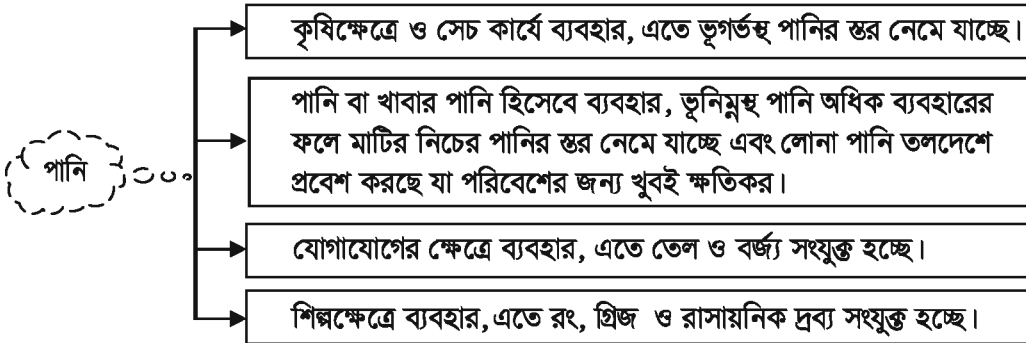 কৃষিক্ষেত্রে ও সেচ কার্যে ব্যবহার, এতে ভূগর্ভস্থ পানির স্তর নেমে যাচ্ছে।
পানি বা খাবার পানি হিসেবে ব্যবহার, ভূনিম্নস্থ পানি অধিক ব্যবহারের
ফলে মাটির নিচের পানির স্তর নেমে যাচ্ছে এবং লোনা পানি তলদেশে
প্রবেশ করছে যা পরিবেশের জন্য খুবই ক্ষতিকর।
পানি
যোগাযোগের ক্ষেত্রে ব্যবহার, এতে তেল ও বর্জ্য সংযুক্ত হচ্ছে।
শিল্পক্ষেত্রে ব্যবহার, এতে রং, গ্রিজ ও রাসায়নিক দ্রব্য সংযুক্ত হচ্ছে।